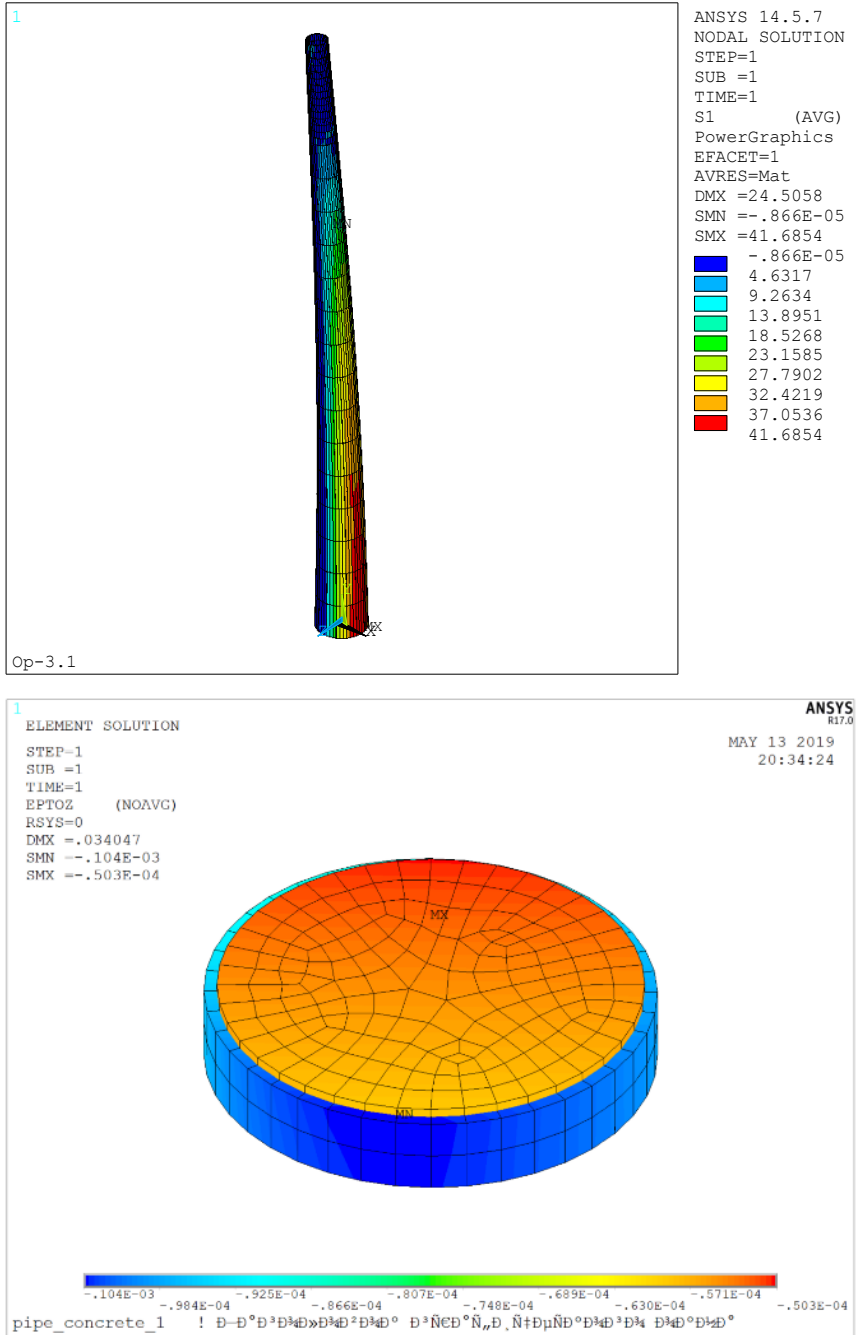 1
ANSYS 14.5.7
NODAL SOLUTION
STEP=1
SUB =1
TIME=1
S1 (AVG)
PowerGraphics
EFACET=1
AVRES=Mat
DMX =24.5058
SMN =-.866E-05
SMX =41.6854
-.866E-05
4.6317
9.2634
13.8951
18.5268
23.1585
27.7902
32.4219
37.0536
41.6854
N
MX
X
Op-3.1
1
ANSYS
R17.0
ELEMENT SOLUTION
MAY 13 2019
20:34:24
STEP=1
SUB =1
TIME=1
EPTOZ (NOAVG)
RSYS=0
DMX =.034047
SMN =-.104E-03
SMX =-.503E-04
MX
MN
-.104E-03 -.925E-04 -.807E-04 -.689E-04 -.571E-04
-.984E-04 -.866E-04 -.748E-04 -.630E-04 -.503E-04
pipe_concrete_1 !